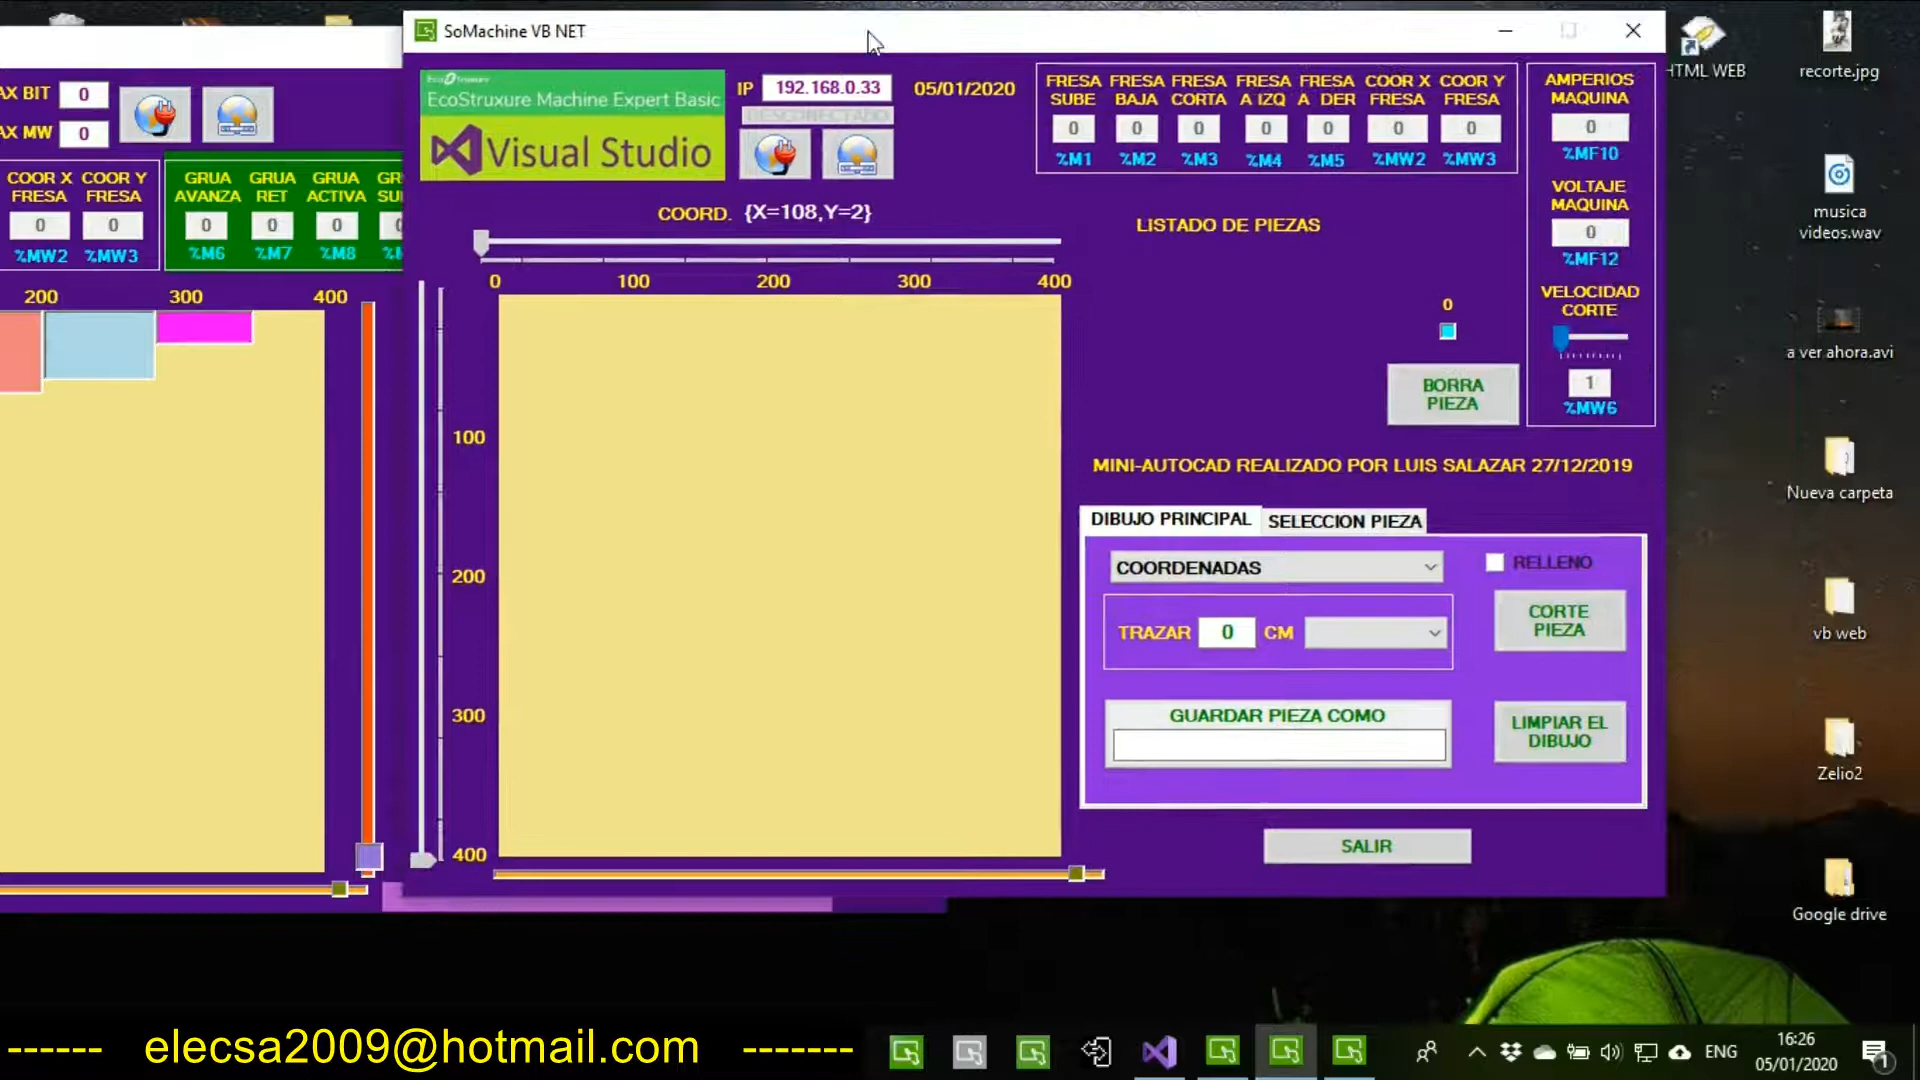 SoMachine VB NET
AX BIT 0
AX MW 0
COOR X FRESA
COOR Y FRESA
0 0
%MW2 %MW3
GRUA AVANZA
GRUA RET
GRUA ACTIVA
0 0 0
%M6 %M7 %M8
200 300 400
EcoStruxure
EcoStruxure Machine Expert Basic
Visual Studio
IP 192.168.0.33
05/01/2020
DESCONECTADO
FRESA SUBE
FRESA BAJA
FRESA CORTA
FRESA A IZQ
FRESA A DER
COOR X FRESA
COOR Y FRESA
0 0 0 0 0 0 0
%M1 %M2 %M3 %M4 %M5 %MW2 %MW3
AMPERIOS
MAQUINA
0
%MF10
VOLTAJE
MAQUINA
0
%MF12
VELOCIDAD
CORTE
1
%MW6
COORD. {X=108,Y=2}
0 100 200 300 400
100
200
300
400
LISTADO DE PIEZAS
0
BORRA
PIEZA
MINI-AUTOCAD REALIZADO POR LUIS SALAZAR 27/12/2019
DIBUJO PRINCIPAL
SELECCION PIEZA
COORDENADAS
RELLENO
TRAZAR 0 CM
CORTE
PIEZA
GUARDAR PIEZA COMO
LIMPIAR EL
DIBUJO
SALIR
HTML WEB
recorte.jpg
musica
videos.wav
a ver ahora.avi
Nueva carpeta
vb web
Zelio2
Google drive
------ elecsa2009@hotmail.com -------
ENG
16:26
05/01/2020
1